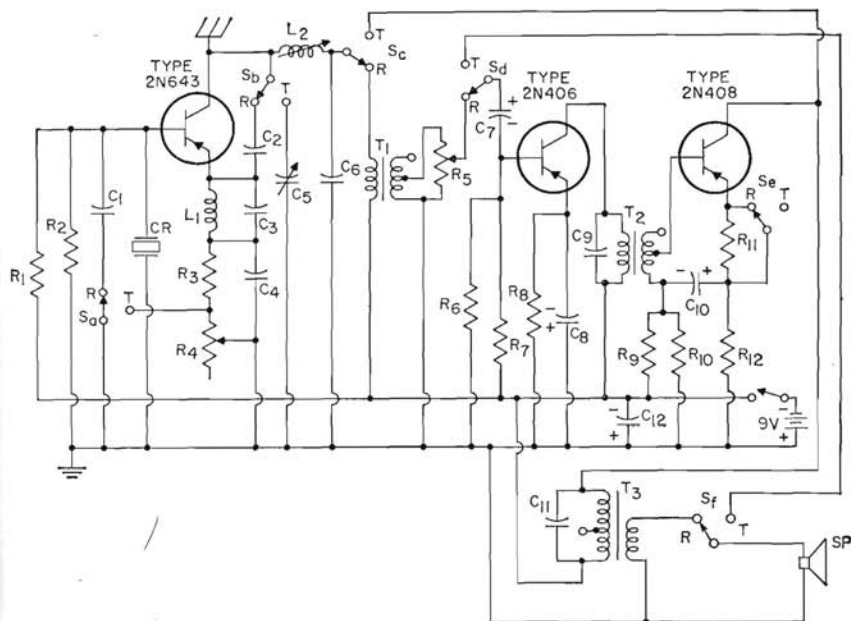 L2
T
Sc
R
Sb
T
R
T
Sd
R
TYPE
2N643
TYPE
2N406
TYPE
2N408
C2
C7
+
-
C1
C5
C6
T1
R5
Se
R
T
L1
C3
C9
T2
R11
R2
CR
R1
R3
C4
R
Sa
T
R4
R6
R7
R8
-
+
C8
-
+
C10
R9
R10
R12
-
+
C12
9V
-
+
C11
T3
Sf
R
T
SP